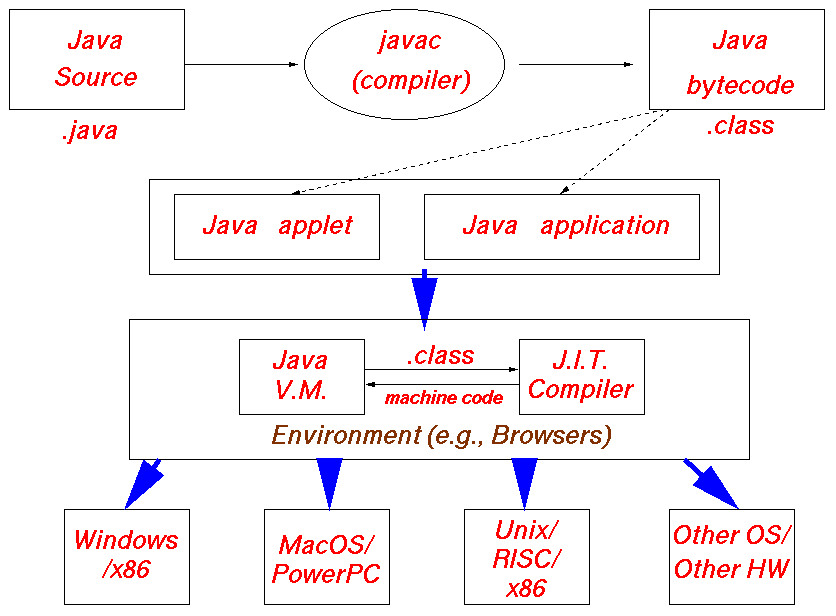 Java
Source
.java
javac
(compiler)
Java
bytecode
.class
Java applet
Java application
Java
V.M.
.class
machine code
J.I.T.
Compiler
Environment (e.g., Browsers)
Windows
/x86
MacOS/
PowerPC
Unix/
RISC/
x86
Other OS/
Other HW